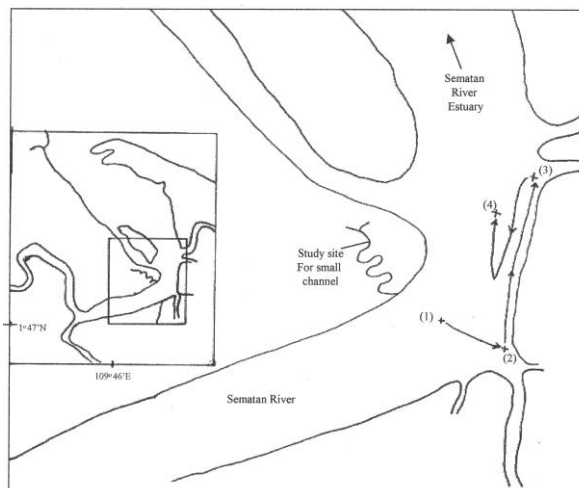 Sematan
River
Estuary
(3)
(4)
Study site
For small
channel
(1)
(2)
1°47'N
109°46'E
Sematan River